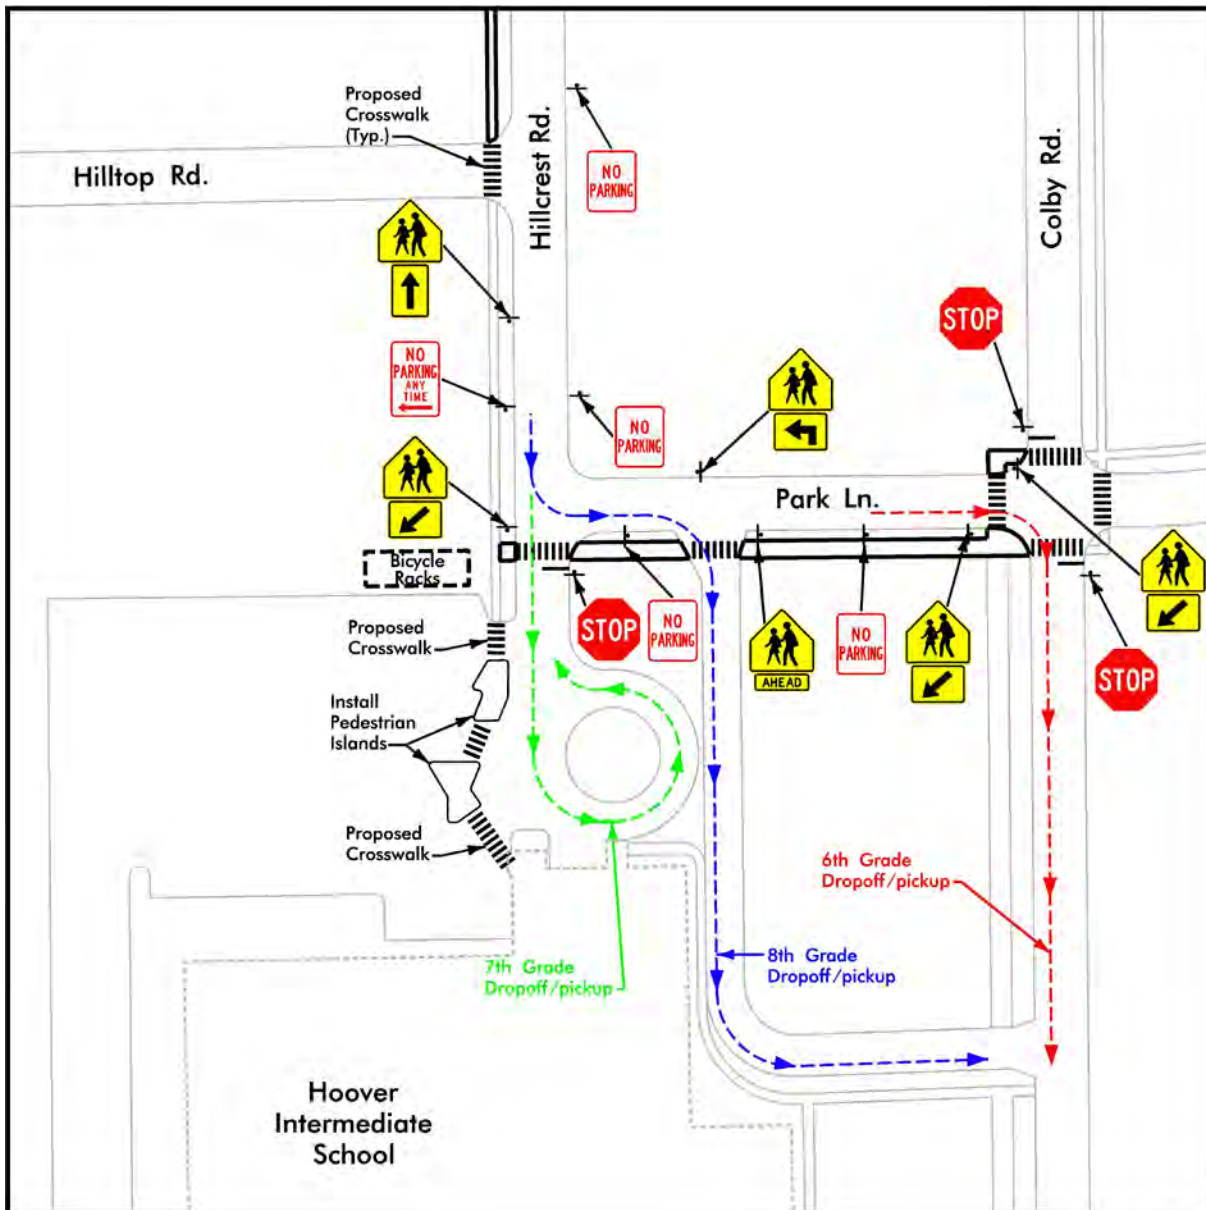 Proposed
Crosswalk
(Typ.)
Hilltop Rd.
Hillcrest Rd.
Colby Rd.
NO
PARKING
STOP
NO
PARKING
ANY
TIME
NO
PARKING
Park Ln.
Bicycle
Racks
STOP
NO
PARKING
AHEAD
NO
PARKING
STOP
Proposed
Crosswalk
Install
Pedestrian
Islands
Proposed
Crosswalk
6th Grade
Dropoff/pickup
7th Grade
Dropoff/pickup
8th Grade
Dropoff/pickup
Hoover
Intermediate
School